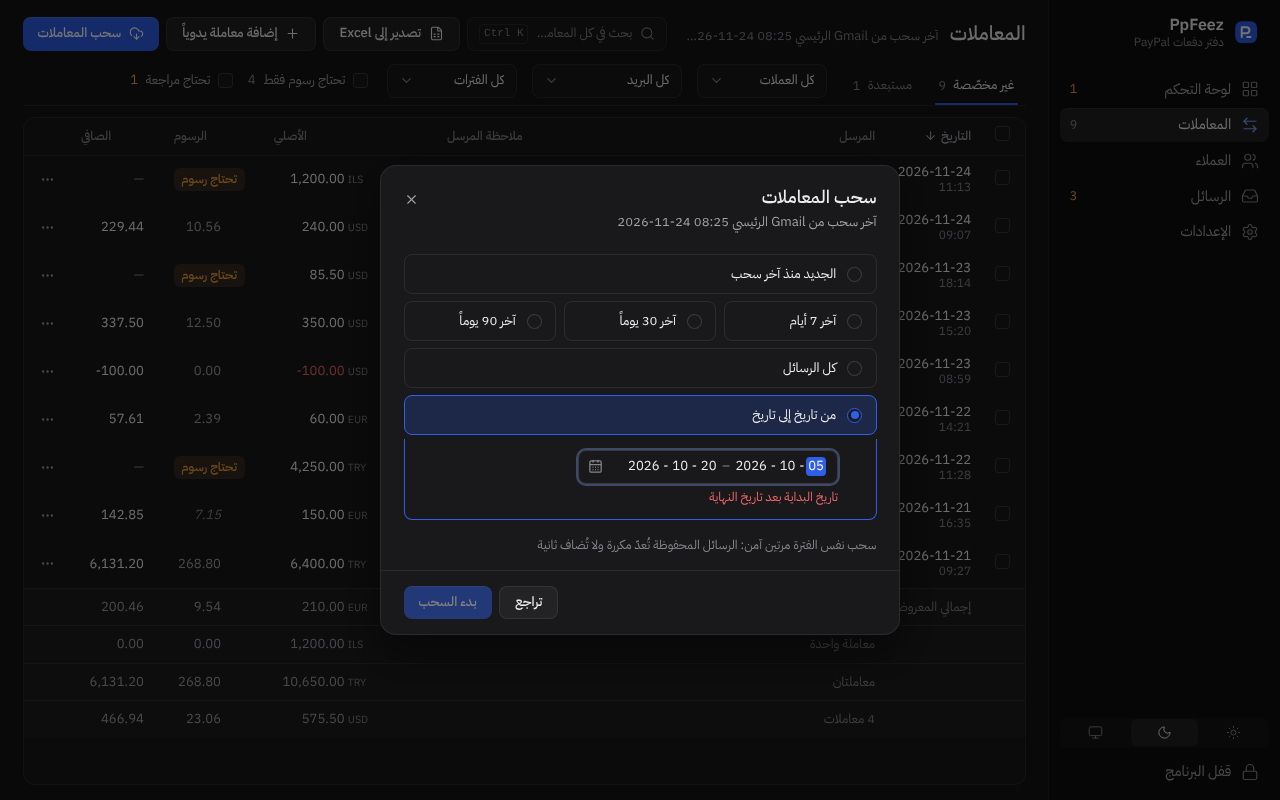 PpFeez
دفتر دفعات PayPal
لوحة التحكم 1
المعاملات 9
العملاء
الرسائل 3
الإعدادات
قفل البرنامج
المعاملات
آخر سحب من Gmail الرئيسي 08:25 24-11-26...
بحث في كل المعام... Ctrl K
تصدير إلى Excel
إضافة معاملة يدوياً
سحب المعاملات
غير مخصّصة 9
مستبعدة 1
كل العملات
كل البريد
كل الفترات
تحتاج رسوم فقط 4
تحتاج مراجعة 1
التاريخ المرسل ملاحظة المرسل الأصلي الرسوم الصافي
2026-11-24 11:13 1,200.00 ILS تحتاج رسوم —
2026-11-24 09:07 240.00 USD 10.56 229.44
2026-11-23 18:14 85.50 USD تحتاج رسوم —
2026-11-23 15:20 350.00 USD 12.50 337.50
2026-11-23 08:59 -100.00 USD 0.00 -100.00
2026-11-22 14:21 60.00 EUR 2.39 57.61
2026-11-22 11:28 4,250.00 TRY تحتاج رسوم —
2026-11-21 16:35 150.00 EUR 7.15 142.85
2026-11-21 09:27 6,400.00 TRY 268.80 6,131.20
إجمالي المعروض 210.00 EUR 9.54 200.46
معاملة واحدة 1,200.00 ILS 0.00 0.00
معاملتان 10,650.00 TRY 268.80 6,131.20
4 معاملات 575.50 USD 23.06 466.94
سحب المعاملات
آخر سحب من Gmail الرئيسي 2026-11-24 08:25
الجديد منذ آخر سحب
آخر 7 أيام
آخر 30 يوماً
آخر 90 يوماً
كل الرسائل
من تاريخ إلى تاريخ
2026 - 10 - 20 – 2026 - 10 - 05
تاريخ البداية بعد تاريخ النهاية
سحب نفس الفترة مرتين آمن: الرسائل المحفوظة تُعدّ مكررة ولا تُضاف ثانية
تراجع
بدء السحب